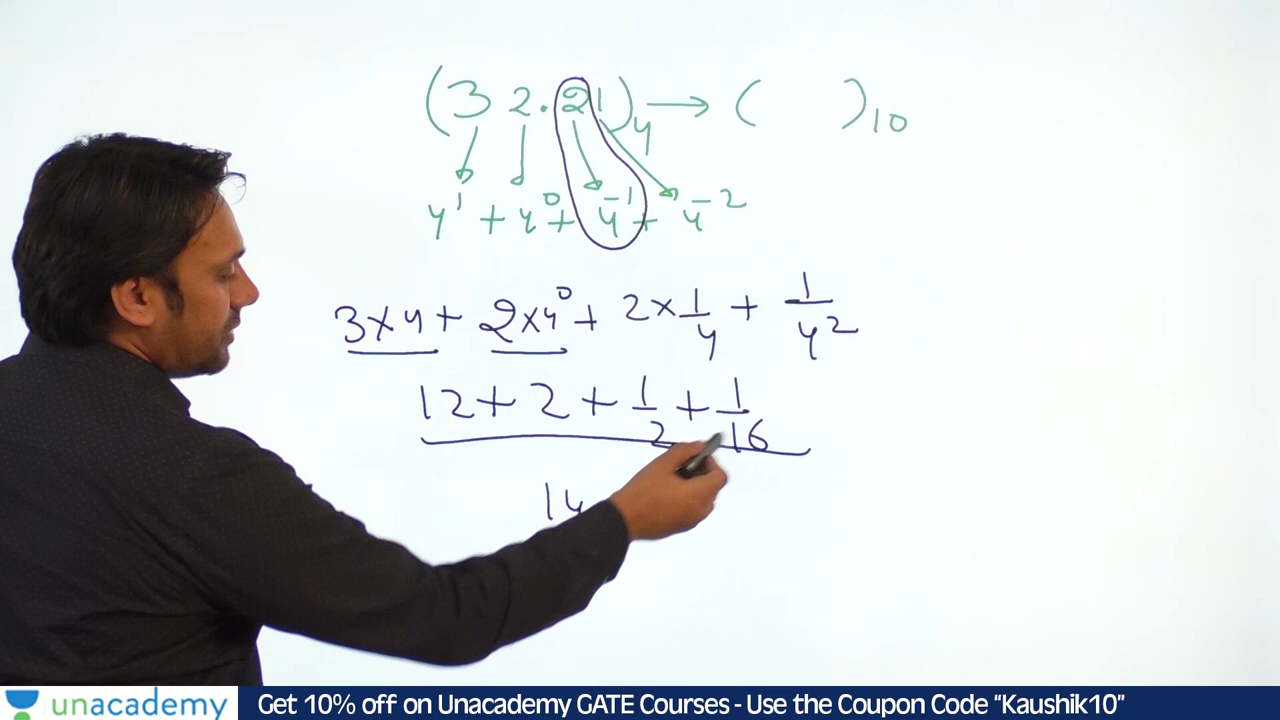 (32.21)₄ → ( )₁₀
4¹ + 4⁰ + 4⁻¹ + 4⁻²
3×4 + 2×4⁰ + 2×1/4 + 1/4²
12 + 2 + 1/2 + 1/16
14
unacademy
Get 10% off on Unacademy GATE Courses - Use the Coupon Code “Kaushik10”